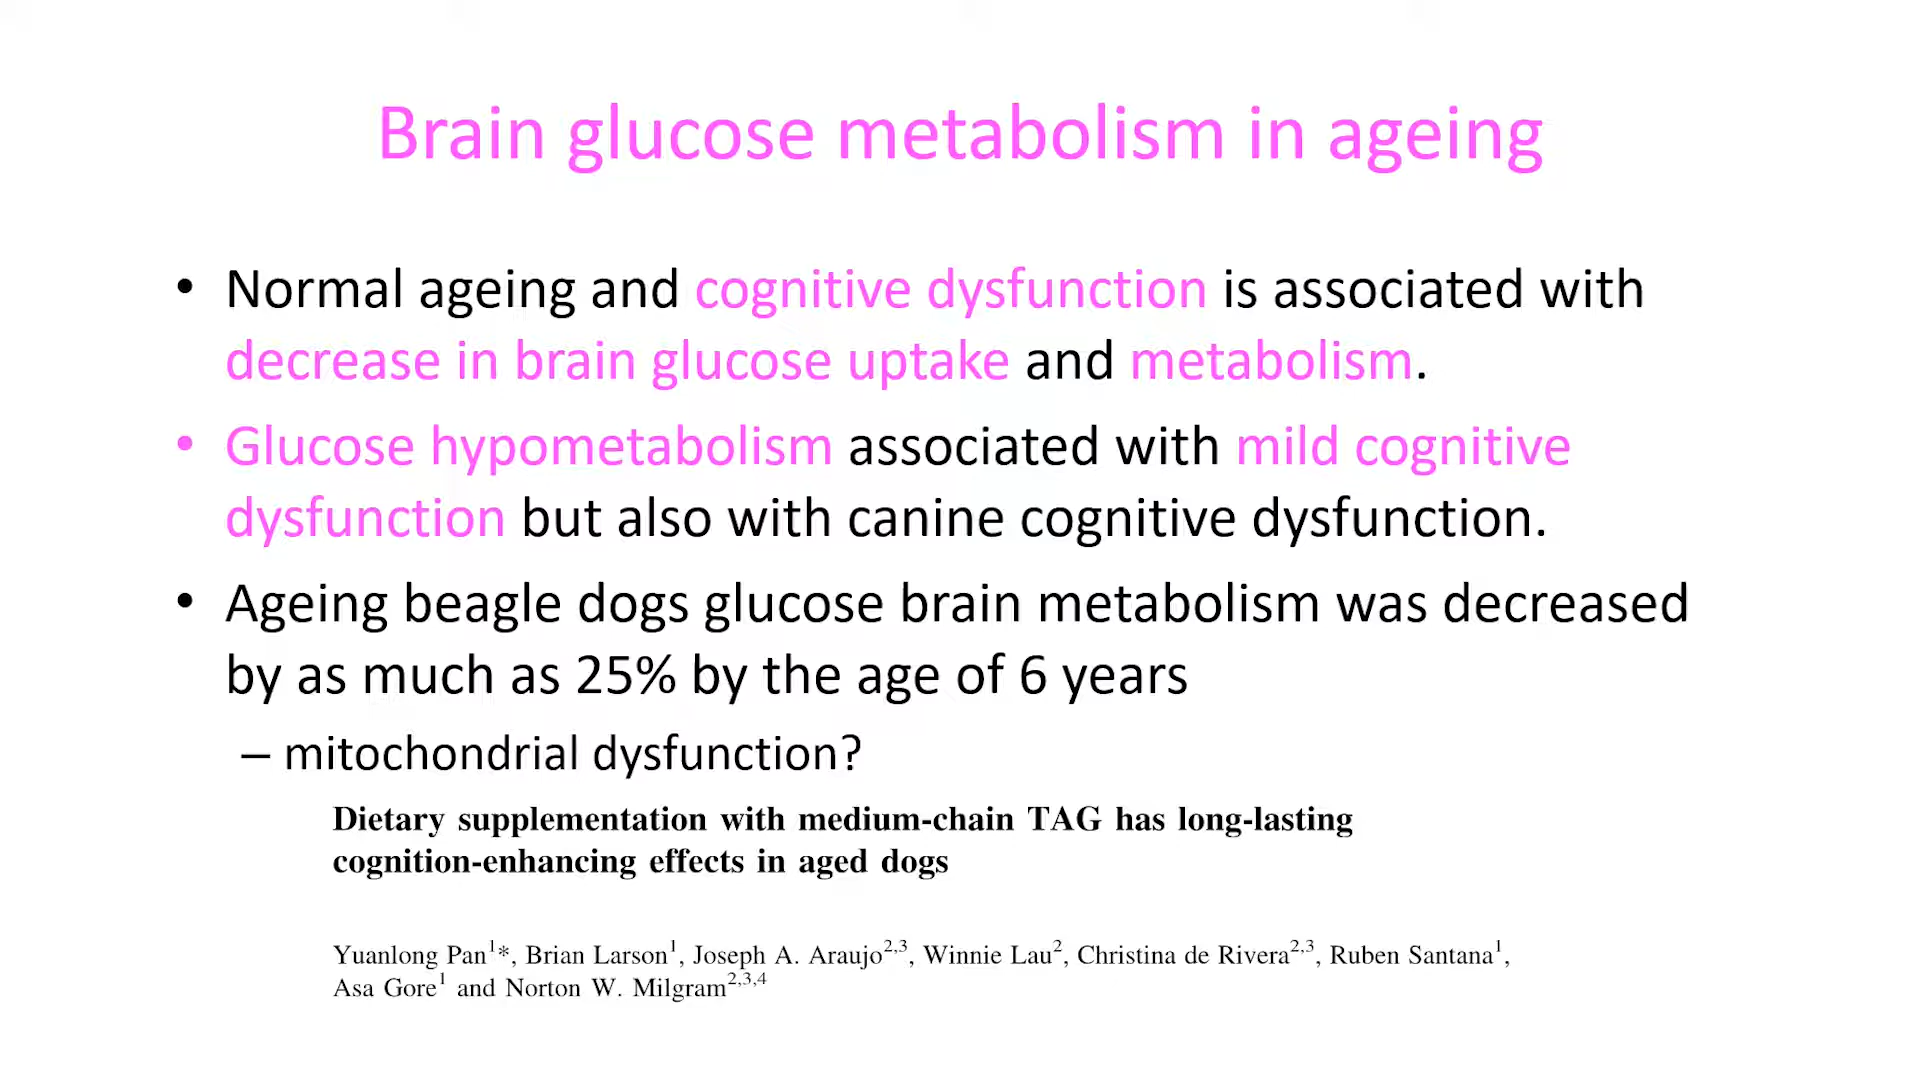 Brain glucose metabolism in ageing
• Normal ageing and cognitive dysfunction is associated with
decrease in brain glucose uptake and metabolism.
• Glucose hypometabolism associated with mild cognitive
dysfunction but also with canine cognitive dysfunction.
• Ageing beagle dogs glucose brain metabolism was decreased
by as much as 25% by the age of 6 years
– mitochondrial dysfunction?
Dietary supplementation with medium-chain TAG has long-lasting
cognition-enhancing effects in aged dogs
Yuanlong Pan¹*, Brian Larson¹, Joseph A. Araujo²,³, Winnie Lau², Christina de Rivera²,³, Ruben Santana¹,
Asa Gore¹ and Norton W. Milgram²,³,⁴